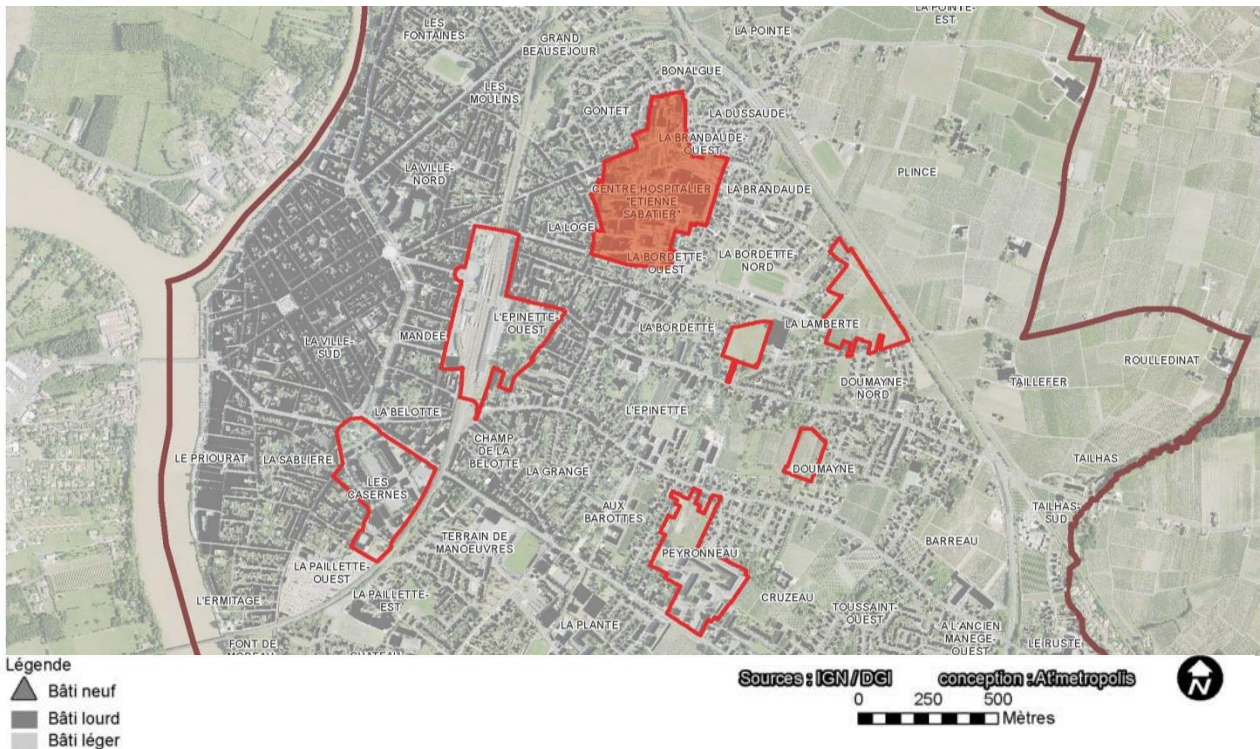 LA POINTE-
EST
LES
FONTAINES
GRAND
BEAUSEJOUR
LA POINTE
BONALGUE
LES
MOULINS
GONTET
LA DUSSAUDE
LA BRANDAUDE-
OUEST
LA VILLE-
NORD
PLINCE
CENTRE HOSPITALIER
"ETIENNE
SABATIER"
LA BRANDAUDE
LA LOGE
LA BORDETTE-
OUEST
LA BORDETTE-
NORD
L'EPINETTE-
OUEST
LA BORDETTE
LA LAMBERTE
MANDEE
LA VILLE-
SUD
ROULLEDINAT
TAILLEFER
DOUMAYNE-
NORD
LA BELOTTE
L'EPINETTE
CHAMP
DE LA
BELOTTE
LE PRIOURAT
LA SABLIERE
LA GRANGE
DOUMAYNE
TAILHAS
LES
CASERNES
AUX
BAROTTES
TAILHAS-
SUD
TERRAIN DE
MANOEUVRES
BARREAU
PEYRONNEAU
LA PAILLETTE-
OUEST
L'ERMITAGE
LA PAILLETTE-
EST
CRUZEAU
TOUSSAINT-
OUEST
LA PLANTE
A L'ANCIEN
MANEGE-
OUEST
LE RUSTE
FONT DE
Légende
Bâti neuf
Bâti lourd
Bâti léger
Sources : IGN / DGI conception : At'metropolis
0 250 500
Mètres
N